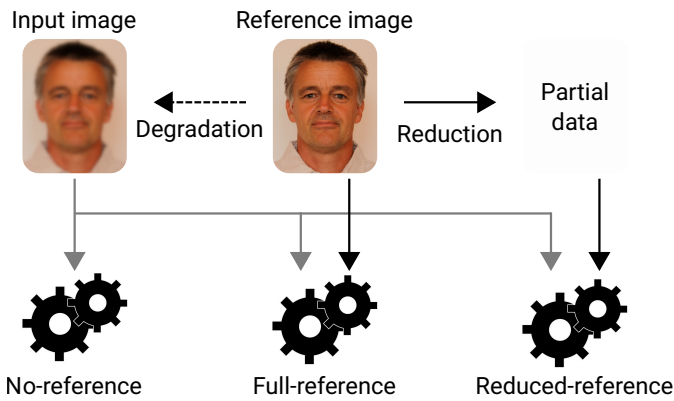 Input image
Reference image
Degradation
Reduction
Partial
data
No-reference
Full-reference
Reduced-reference